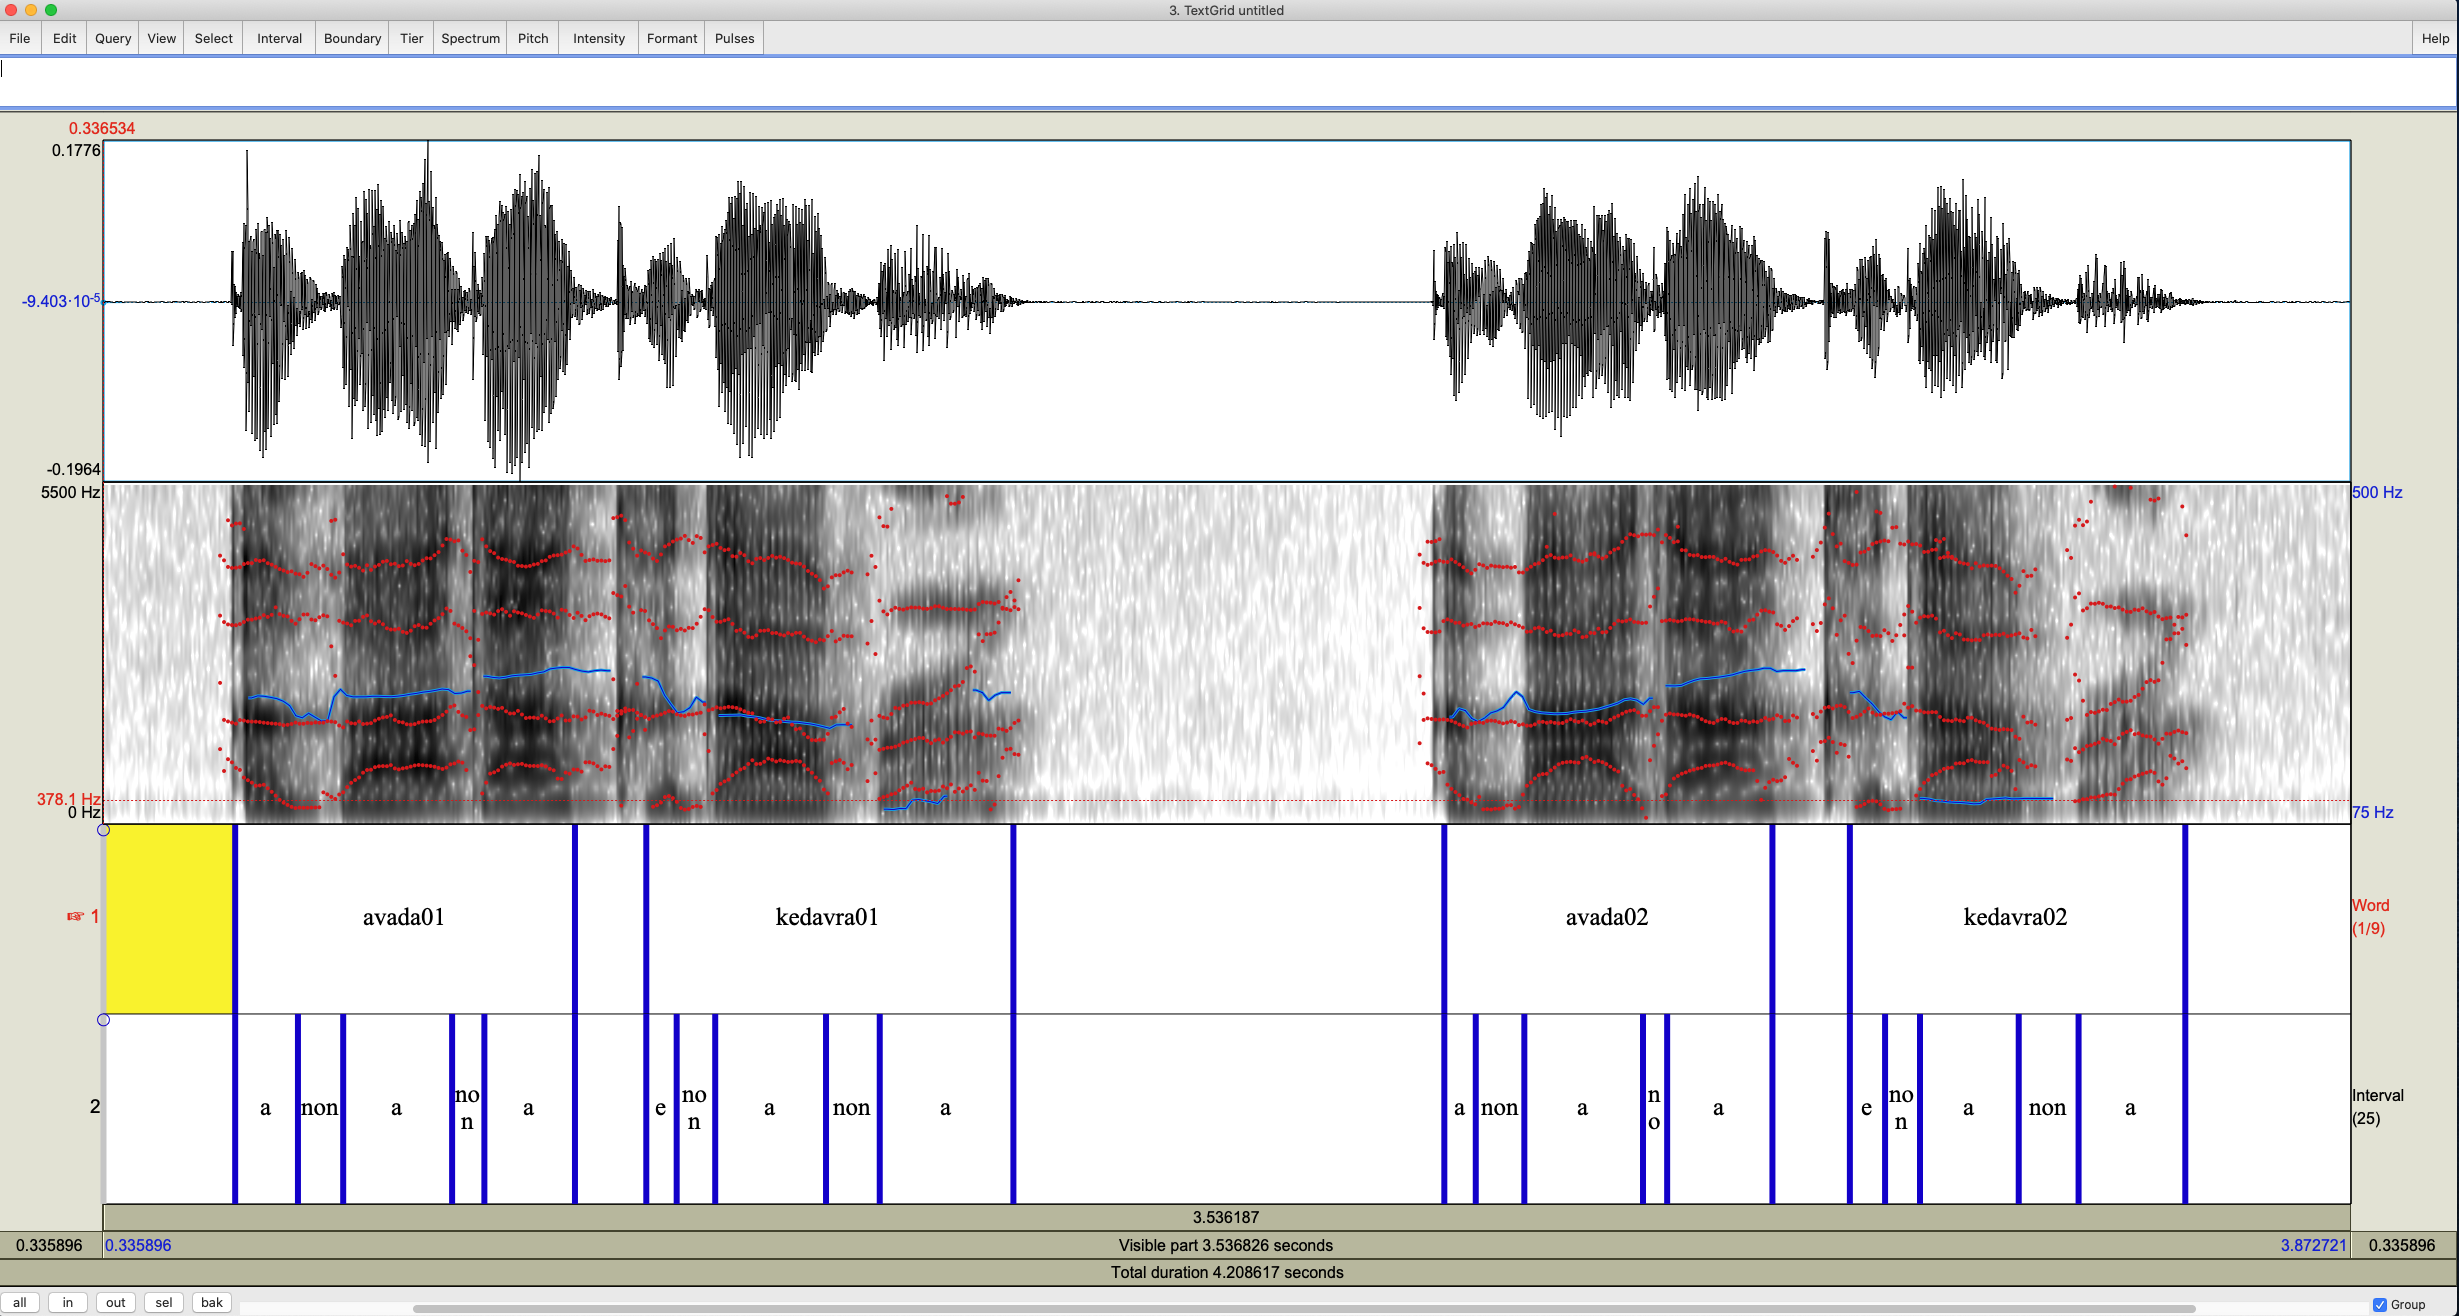 3. TextGrid untitled
File Edit Query View Select Interval Boundary Tier Spectrum Pitch Intensity Formant Pulses Help
0.336534
0.1776
-9.403·10-5
-0.1964
5500 Hz 500 Hz
378.1 Hz
0 Hz 75 Hz
☞ 1 avada01 kedavra01 avada02 kedavra02 Word
(1/9)
2 a non a no
n a e no
n a non a a non a n
o a e no
n a non a Interval
(25)
3.536187
0.335896 0.335896 Visible part 3.536826 seconds 3.872721 0.335896
Total duration 4.208617 seconds
all in out sel bak Group